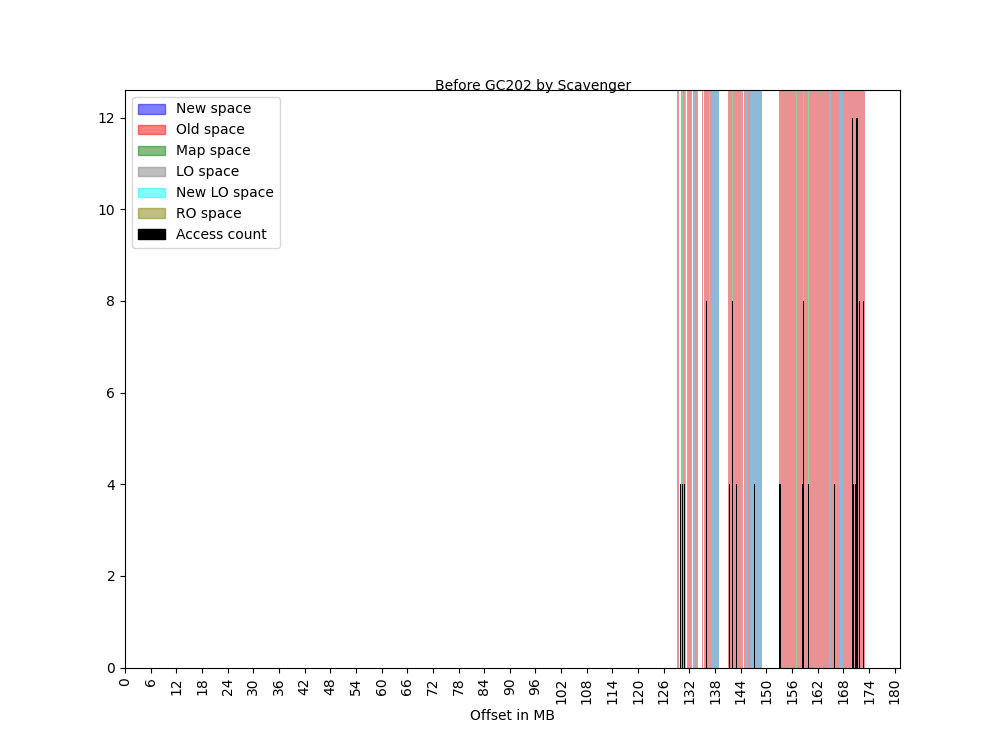 Before GC202 by Scavenger
New space
Old space
Map space
LO space
New LO space
RO space
Access count
12
10
8
6
4
2
0
0 6 12 18 24 30 36 42 48 54 60 66 72 78 84 90 96 102 108 114 120 126 132 138 144 150 156 162 168 174 180
Offset in MB